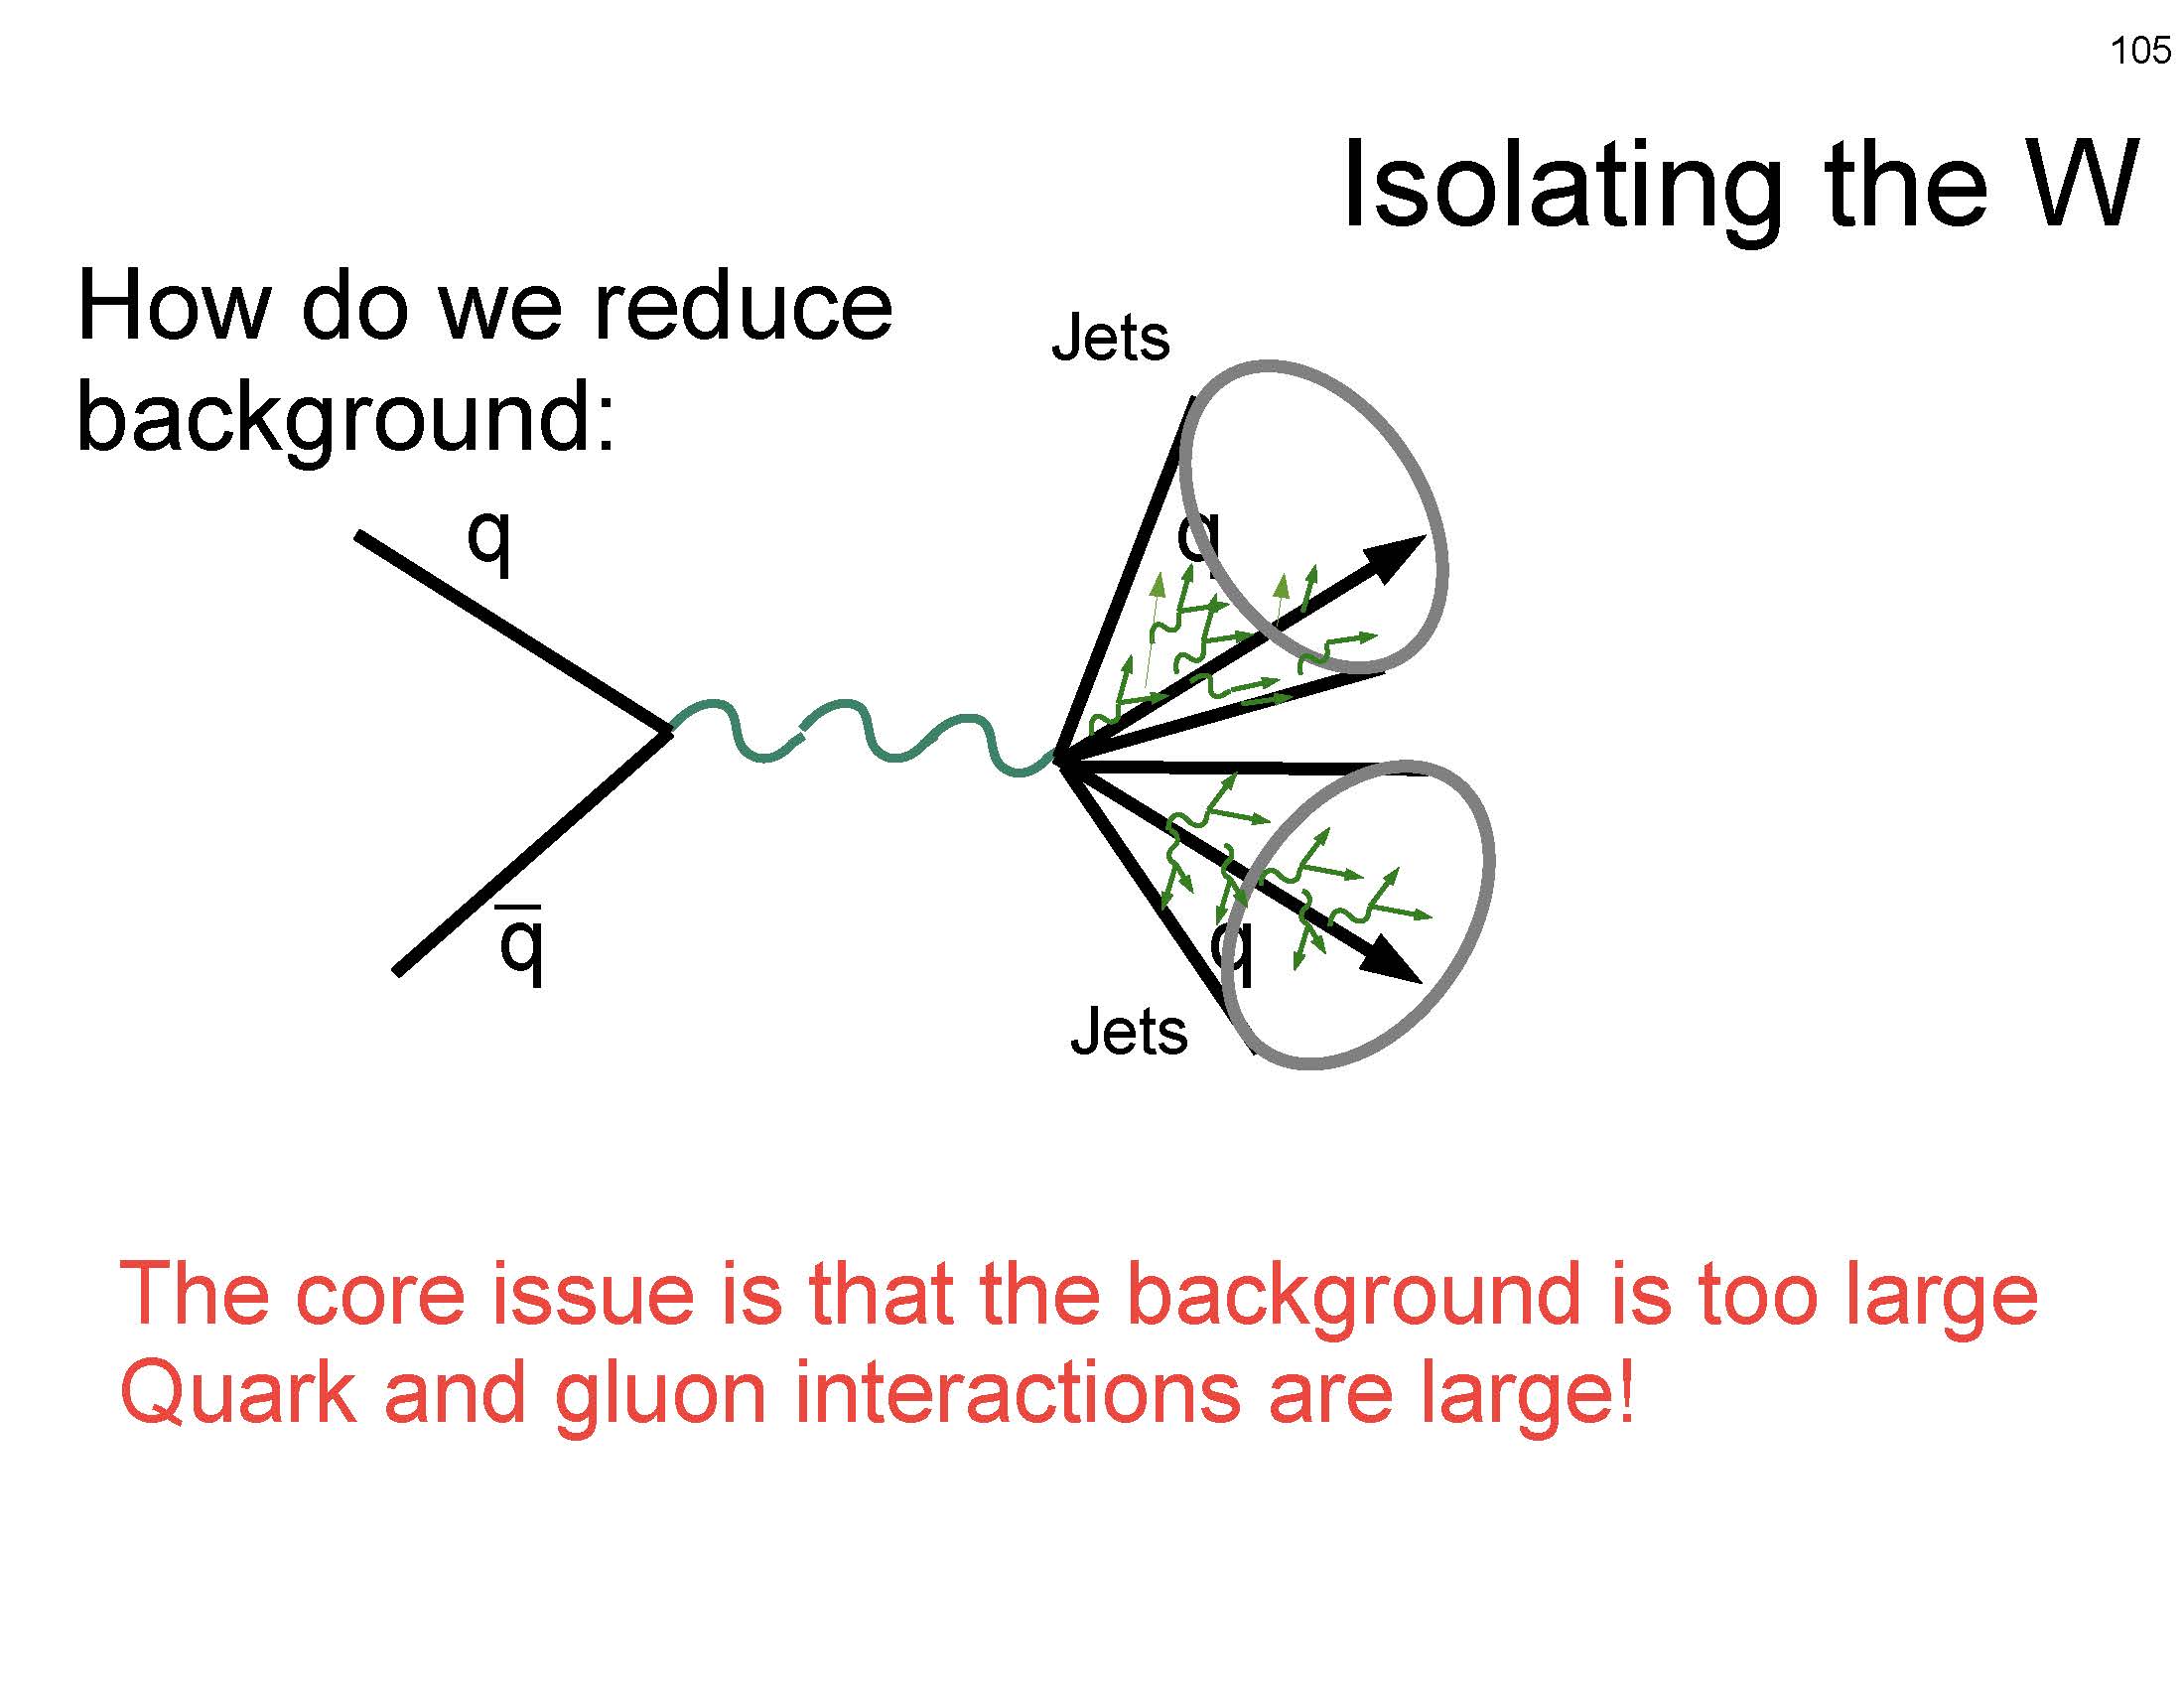 105
Isolating the W
How do we reduce
background:
Jets
q
q
q̅
q
Jets
The core issue is that the background is too large
Quark and gluon interactions are large!